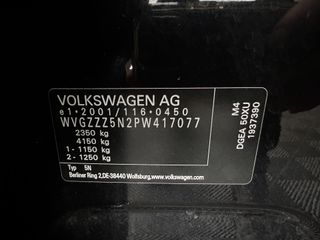 VOLKSWAGEN AG
e1*2001/116*0450
WVGZZZ5N2PW417077
2350 kg
4150 kg
1 - 1150 kg
2 - 1250 kg
Typ 5N
Berliner Ring 2,DE-38440 Wolfsburg,www.volkswagen.com
M4
DGEA 50XU
1937390